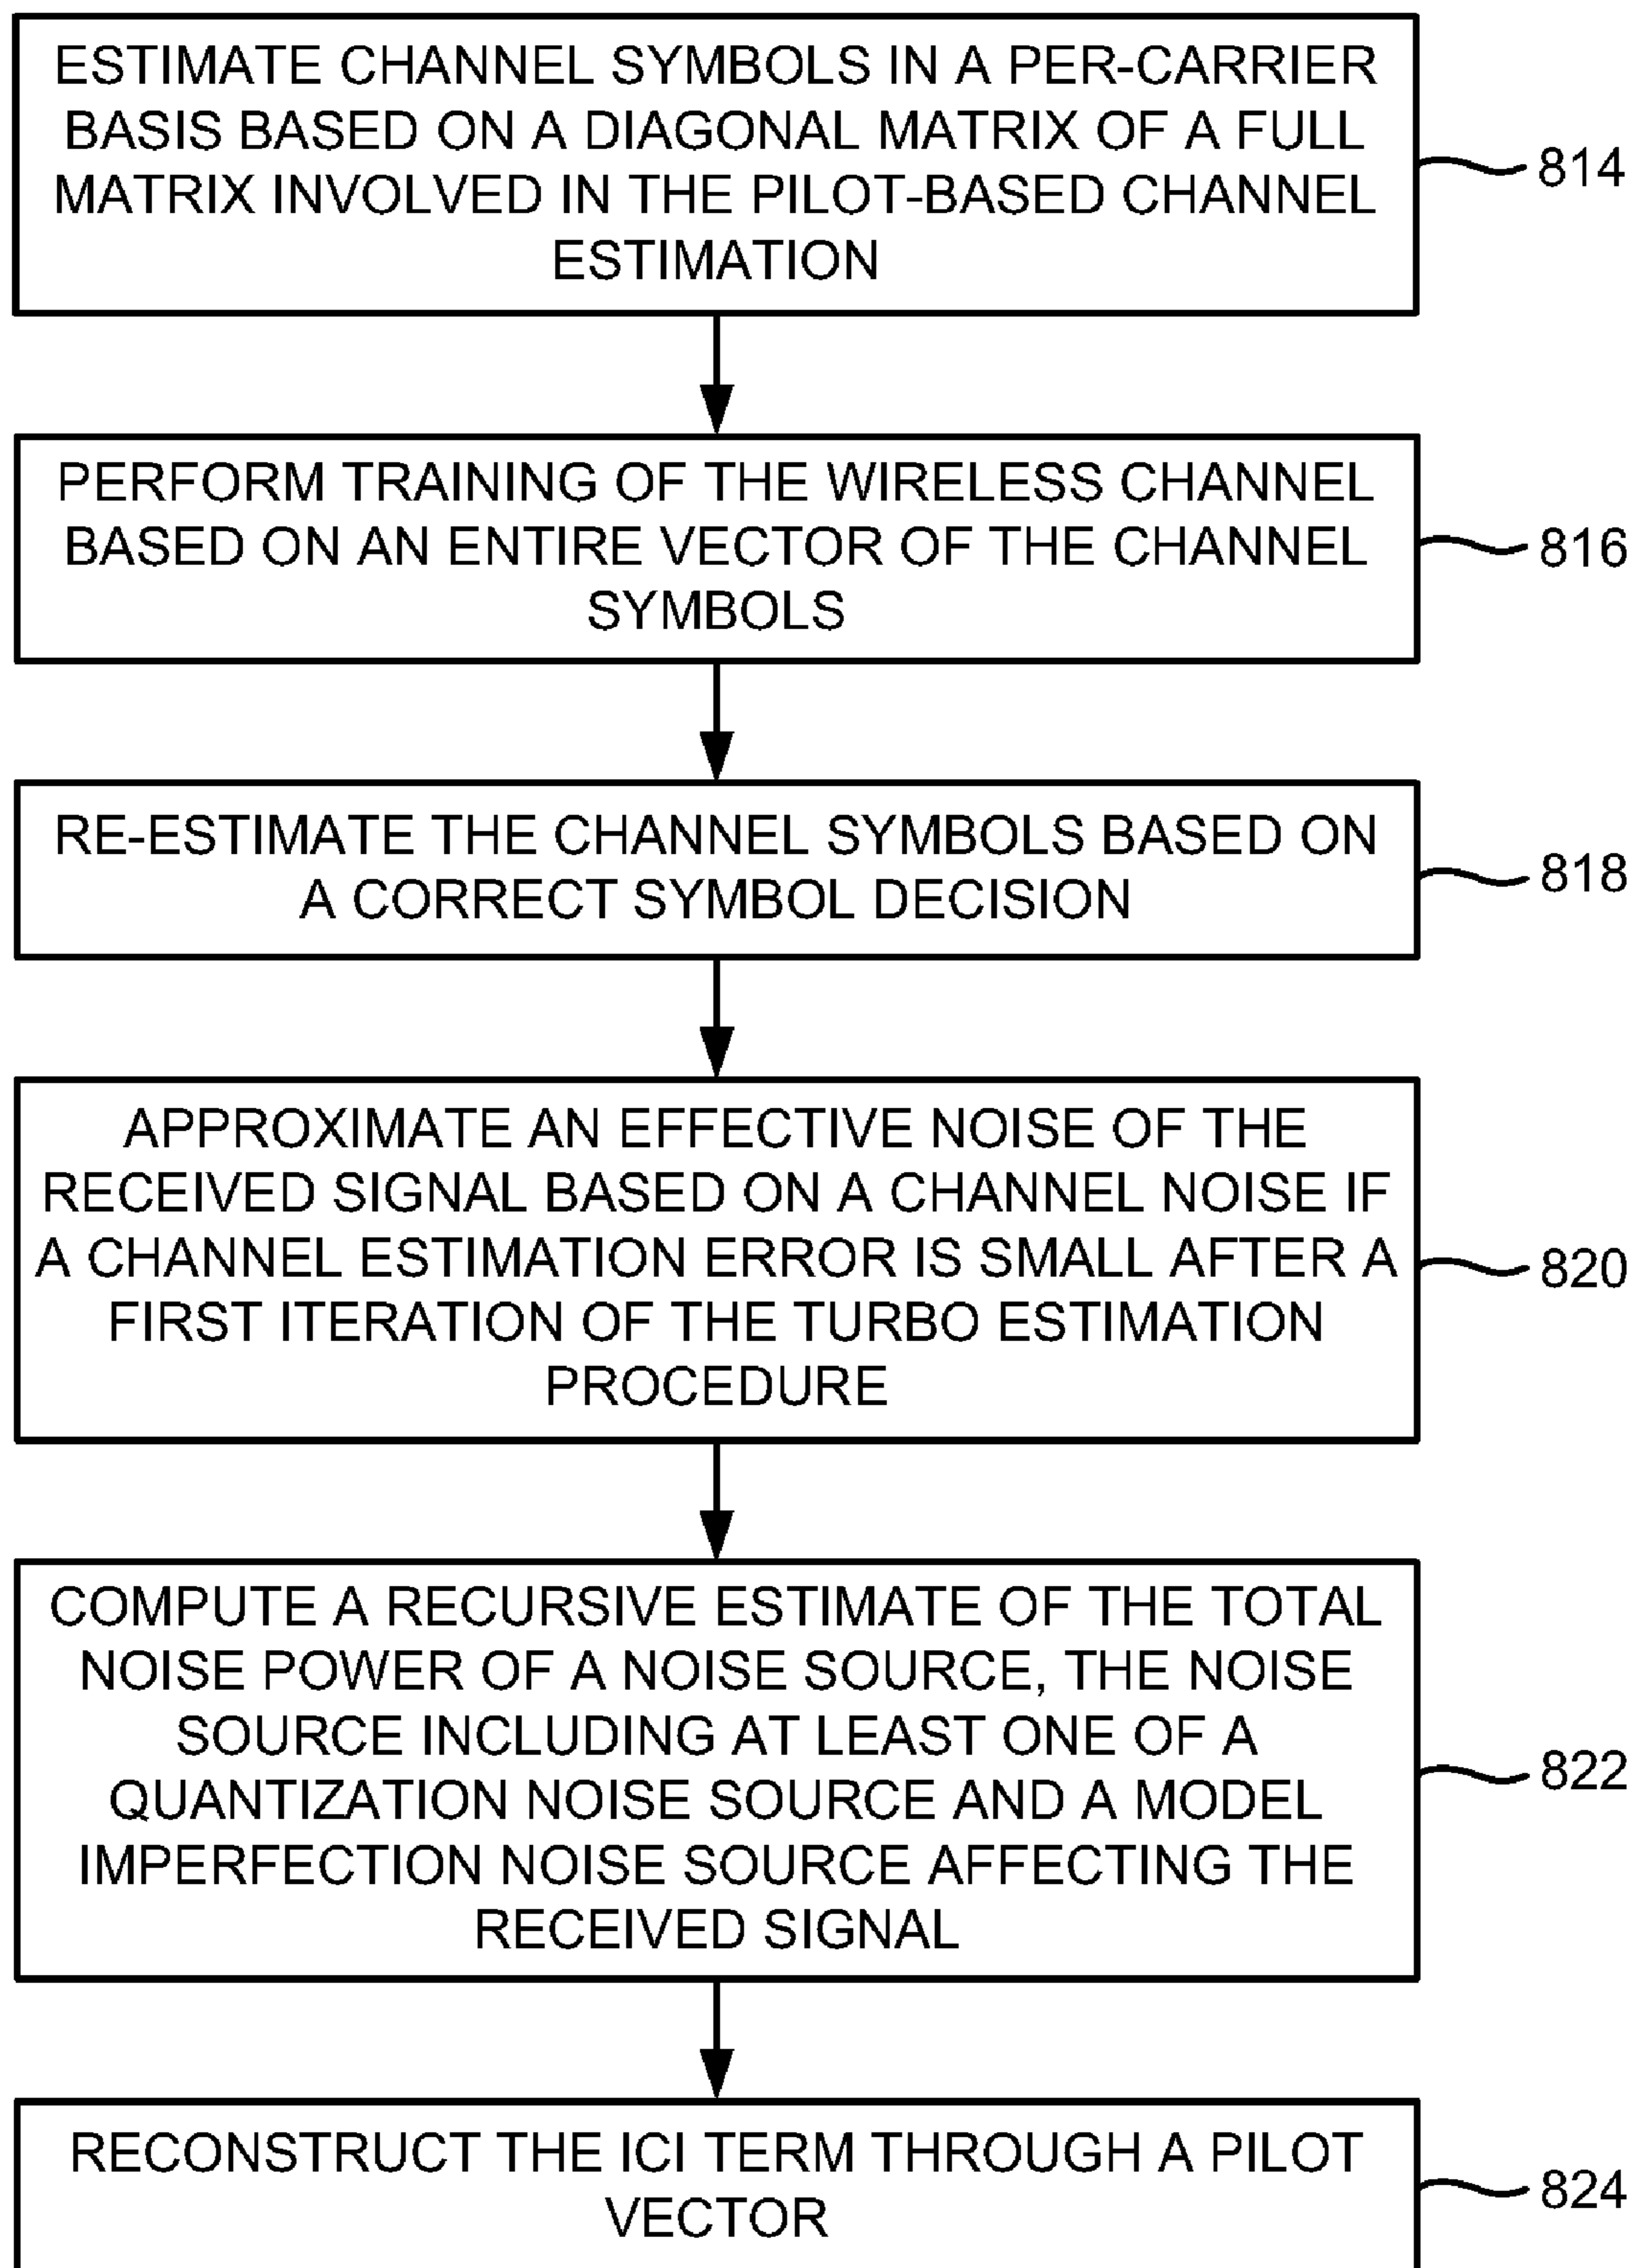 ESTIMATE CHANNEL SYMBOLS IN A PER-CARRIER
BASIS BASED ON A DIAGONAL MATRIX OF A FULL
MATRIX INVOLVED IN THE PILOT-BASED CHANNEL
ESTIMATION
814
PERFORM TRAINING OF THE WIRELESS CHANNEL
BASED ON AN ENTIRE VECTOR OF THE CHANNEL
SYMBOLS
816
RE-ESTIMATE THE CHANNEL SYMBOLS BASED ON
A CORRECT SYMBOL DECISION
818
APPROXIMATE AN EFFECTIVE NOISE OF THE
RECEIVED SIGNAL BASED ON A CHANNEL NOISE IF
A CHANNEL ESTIMATION ERROR IS SMALL AFTER A
FIRST ITERATION OF THE TURBO ESTIMATION
PROCEDURE
820
COMPUTE A RECURSIVE ESTIMATE OF THE TOTAL
NOISE POWER OF A NOISE SOURCE, THE NOISE
SOURCE INCLUDING AT LEAST ONE OF A
QUANTIZATION NOISE SOURCE AND A MODEL
IMPERFECTION NOISE SOURCE AFFECTING THE
RECEIVED SIGNAL
822
RECONSTRUCT THE ICI TERM THROUGH A PILOT
VECTOR
824